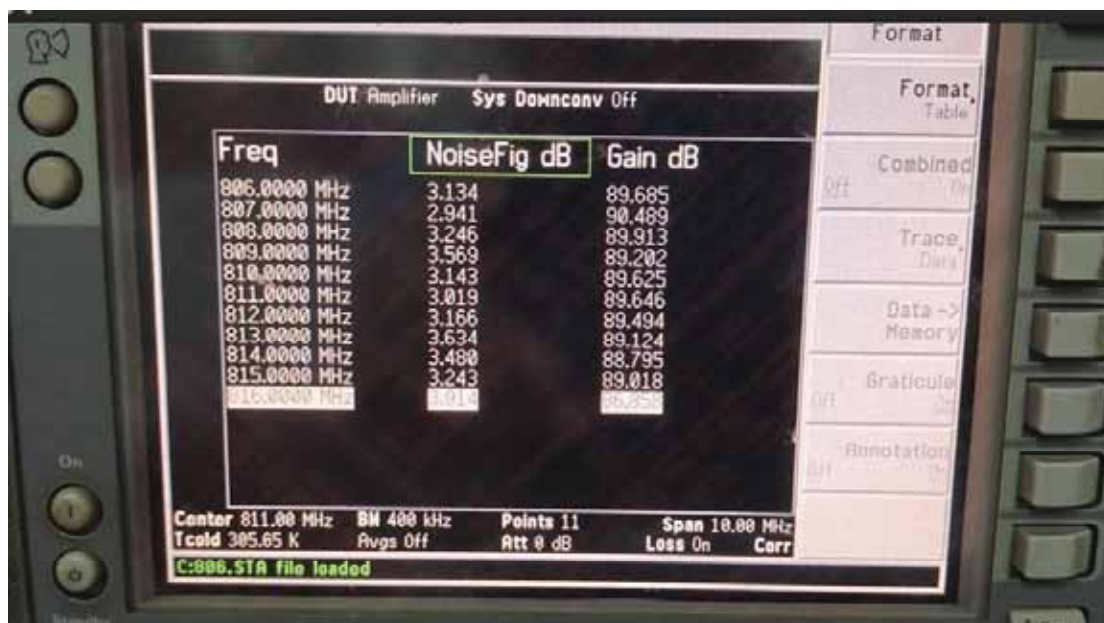 Format
DUT Amplifier Sys Downconv Off
Format
Table
Freq NoiseFig dB Gain dB
Combined
Off On
806.0000 MHz 3.134 89.685
807.0000 MHz 2.941 90.489
808.0000 MHz 3.246 89.913
809.0000 MHz 3.569 89.202
810.0000 MHz 3.143 89.625
811.0000 MHz 3.019 89.646
812.0000 MHz 3.166 89.494
813.0000 MHz 3.634 89.124
814.0000 MHz 3.480 88.795
815.0000 MHz 3.243 89.018
816.0000 MHz 3.914 86.858
Trace
Data
Data ->
Memory
Graticule
Off On
Annotation
Off On
On
Center 811.00 MHz BW 400 kHz Points 11 Span 10.00 MHz
Tcold 305.65 K Avgs Off Att 0 dB Loss On Corr
C:806.STA file loaded